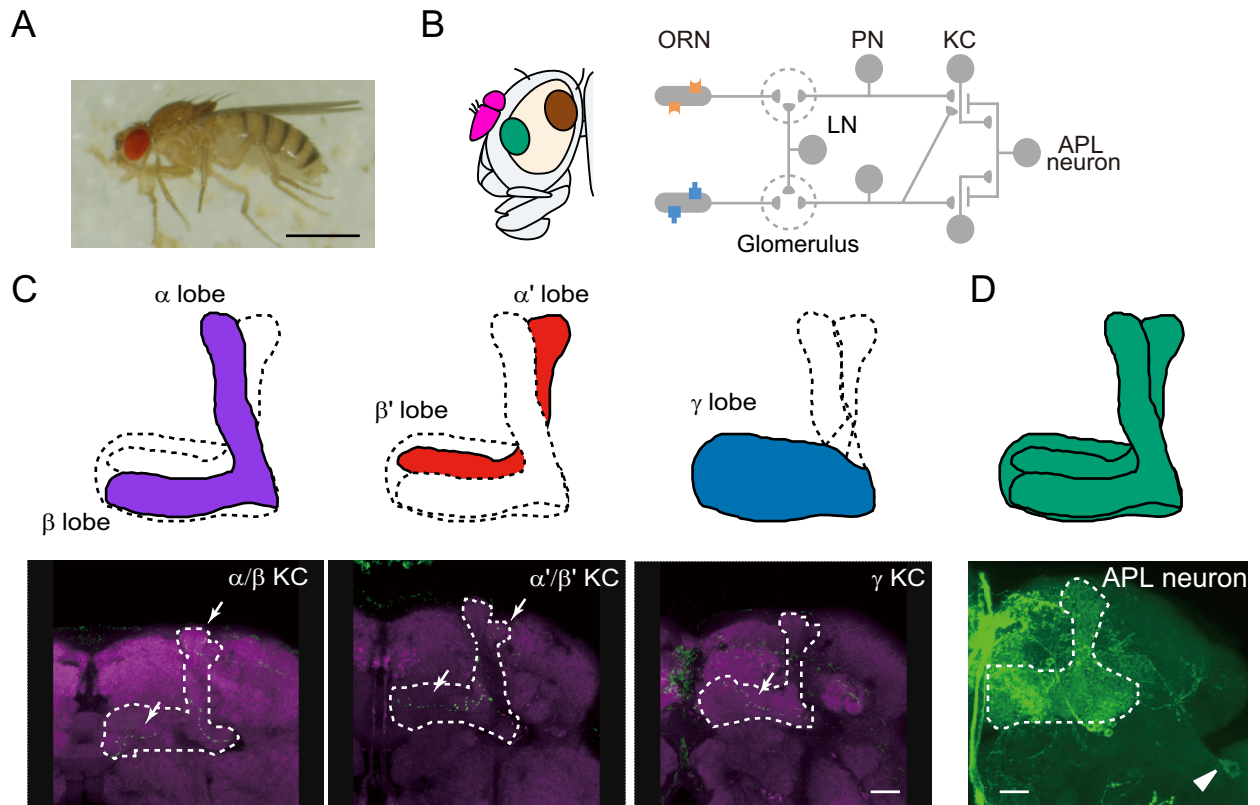 A
B
ORN
PN
KC
LN
APL
neuron
Glomerulus
C
D
α lobe
α' lobe
β' lobe
γ lobe
β lobe
α/β KC
α'/β' KC
γ KC
APL neuron